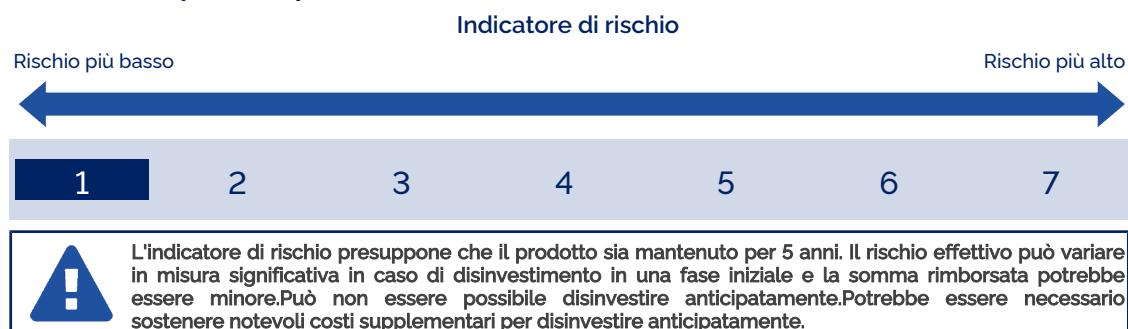 Indicatore di rischio
Rischio più basso
Rischio più alto
1 2 3 4 5 6 7
L'indicatore di rischio presuppone che il prodotto sia mantenuto per 5 anni. Il rischio effettivo può variare
in misura significativa in caso di disinvestimento in una fase iniziale e la somma rimborsata potrebbe
essere minore.Può non essere possibile disinvestire anticipatamente.Potrebbe essere necessario
sostenere notevoli costi supplementari per disinvestire anticipatamente.